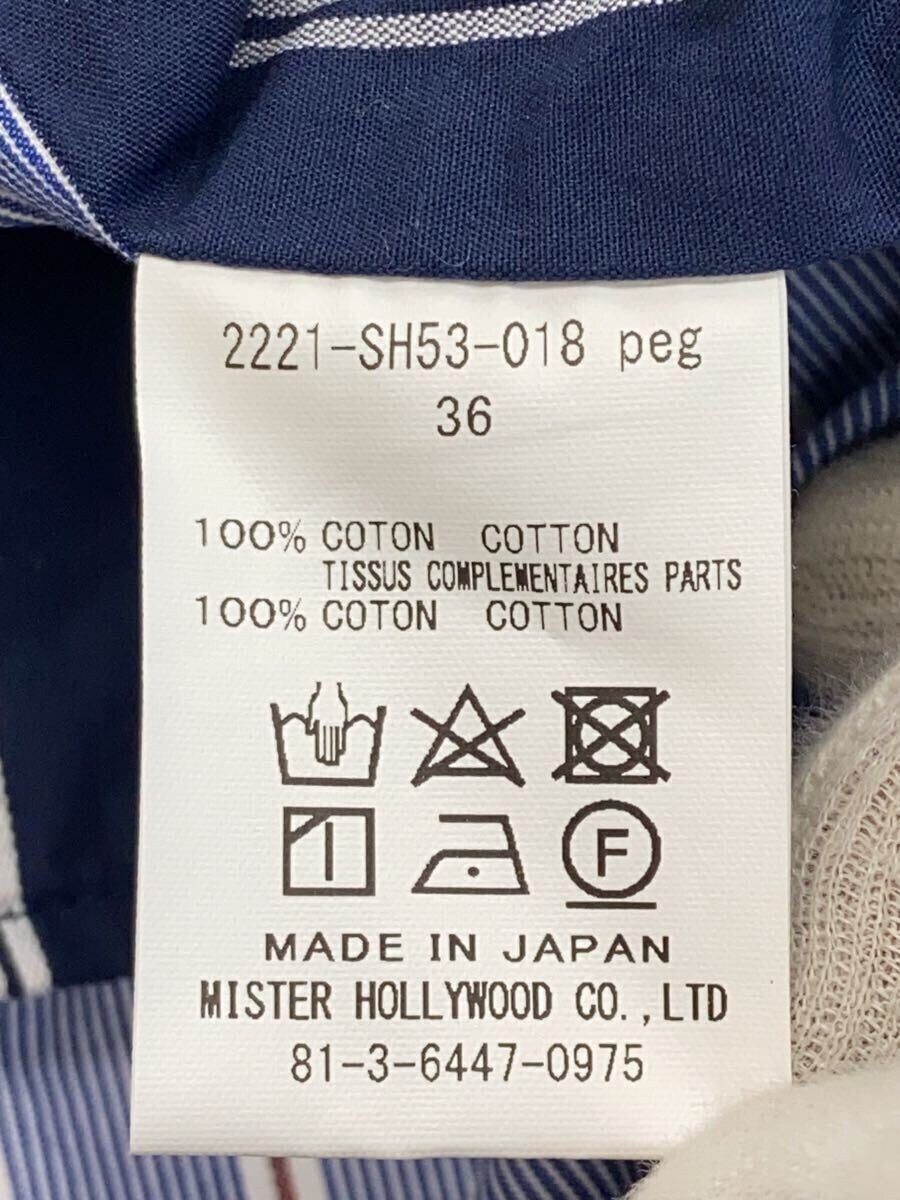 2221-SH53-018 peg
36
100% COTON COTTON
TISSUS COMPLEMENTAIRES PARTS
100% COTON COTTON
F
MADE IN JAPAN
MISTER HOLLYWOOD CO.,LTD
81-3-6447-0975